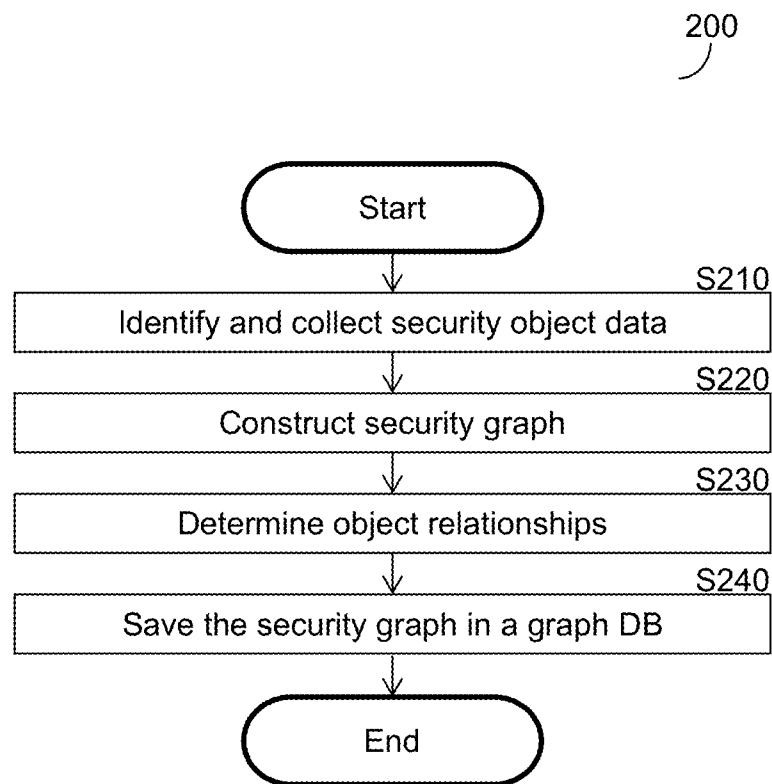 200
Start
S210
Identify and collect security object data
S220
Construct security graph
S230
Determine object relationships
S240
Save the security graph in a graph DB
End